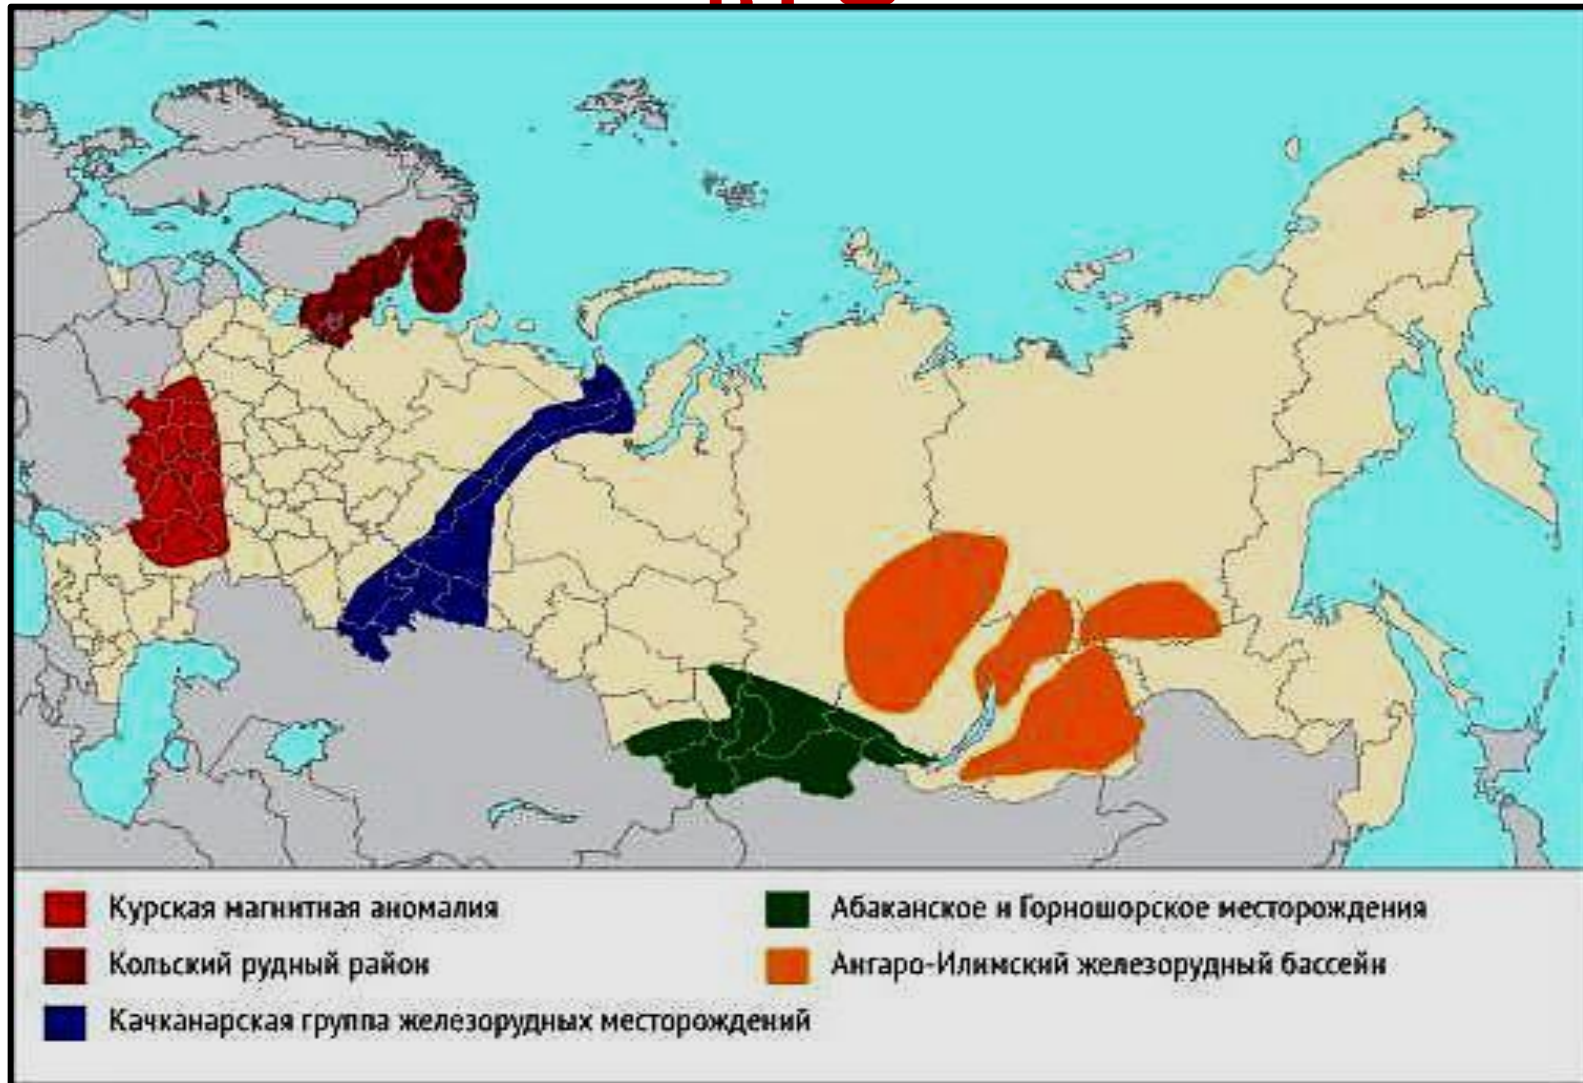 Курская магнитная аномалия
Кольский рудный район
Качканарская группа железорудных месторождений
Абаканское и Горношорское месторождения
Ангаро-Илимский железорудный бассейн